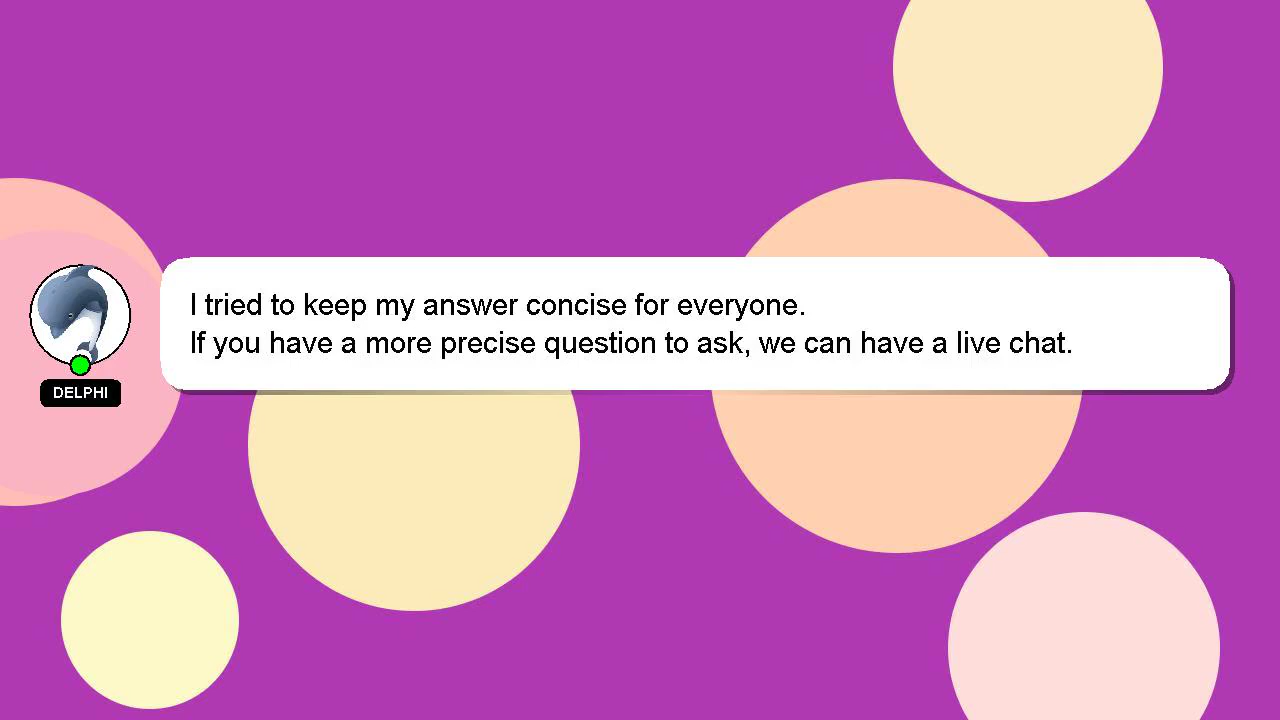 I tried to keep my answer concise for everyone.
If you have a more precise question to ask, we can have a live chat.
DELPHI